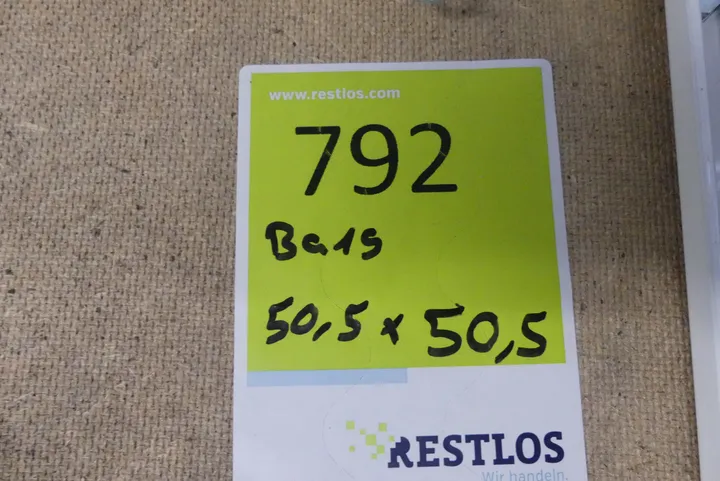 www.restlos.com
792
Ba19
50,5 x 50,5
RESTLOS
Wir handeln.